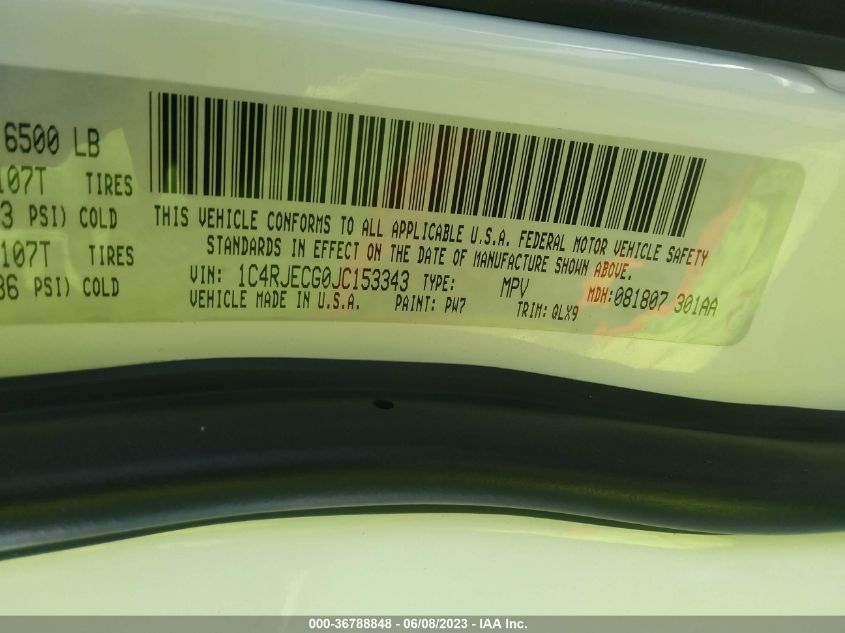 6500 LB
107T TIRES
3 PSI) COLD
107T TIRES
36 PSI) COLD
THIS VEHICLE CONFORMS TO ALL APPLICABLE U.S.A. FEDERAL MOTOR VEHICLE SAFETY
STANDARDS IN EFFECT ON THE DATE OF MANUFACTURE SHOWN ABOVE.
VIN: 1C4RJECG0JC153343 TYPE: MPV MDH:081807 301AA
VEHICLE MADE IN U.S.A. PAINT: PW7 TRIM: QLX9
000-36788848 - 06/08/2023 - IAA Inc.